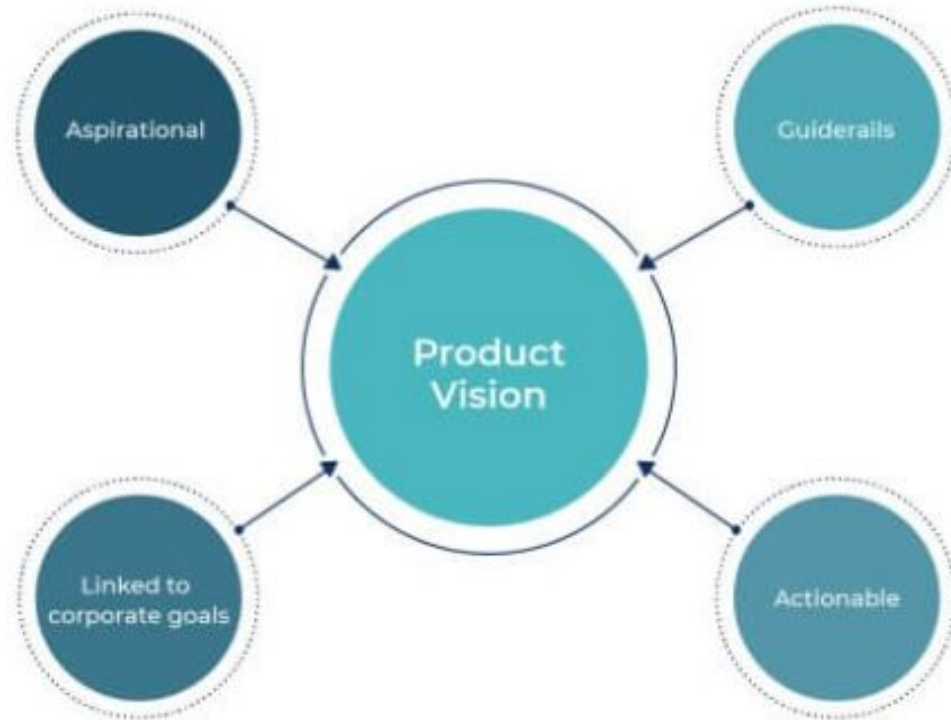 Aspirational
Guiderails
Product
Vision
Linked to
corporate goals
Actionable